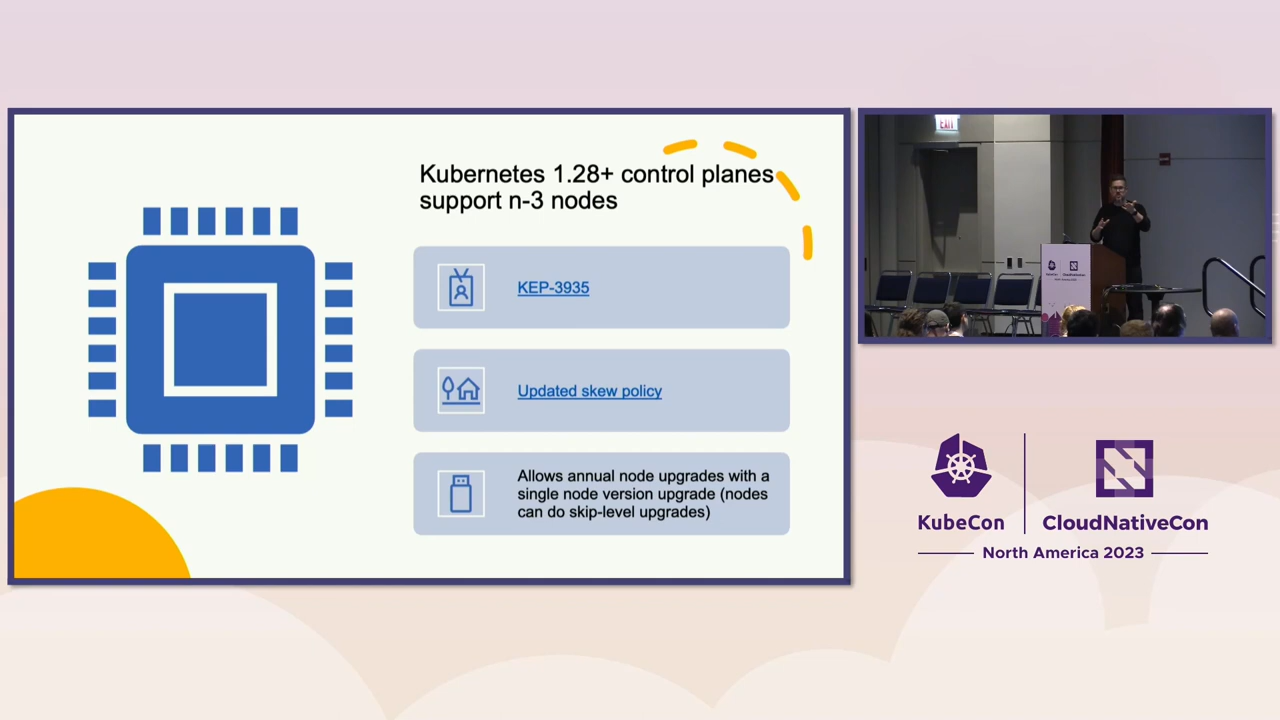 Kubernetes 1.28+ control planes
support n-3 nodes
KEP-3935
Updated skew policy
Allows annual node upgrades with a
single node version upgrade (nodes
can do skip-level upgrades)
EXIT
KubeCon
CloudNativeCon
North America 2023